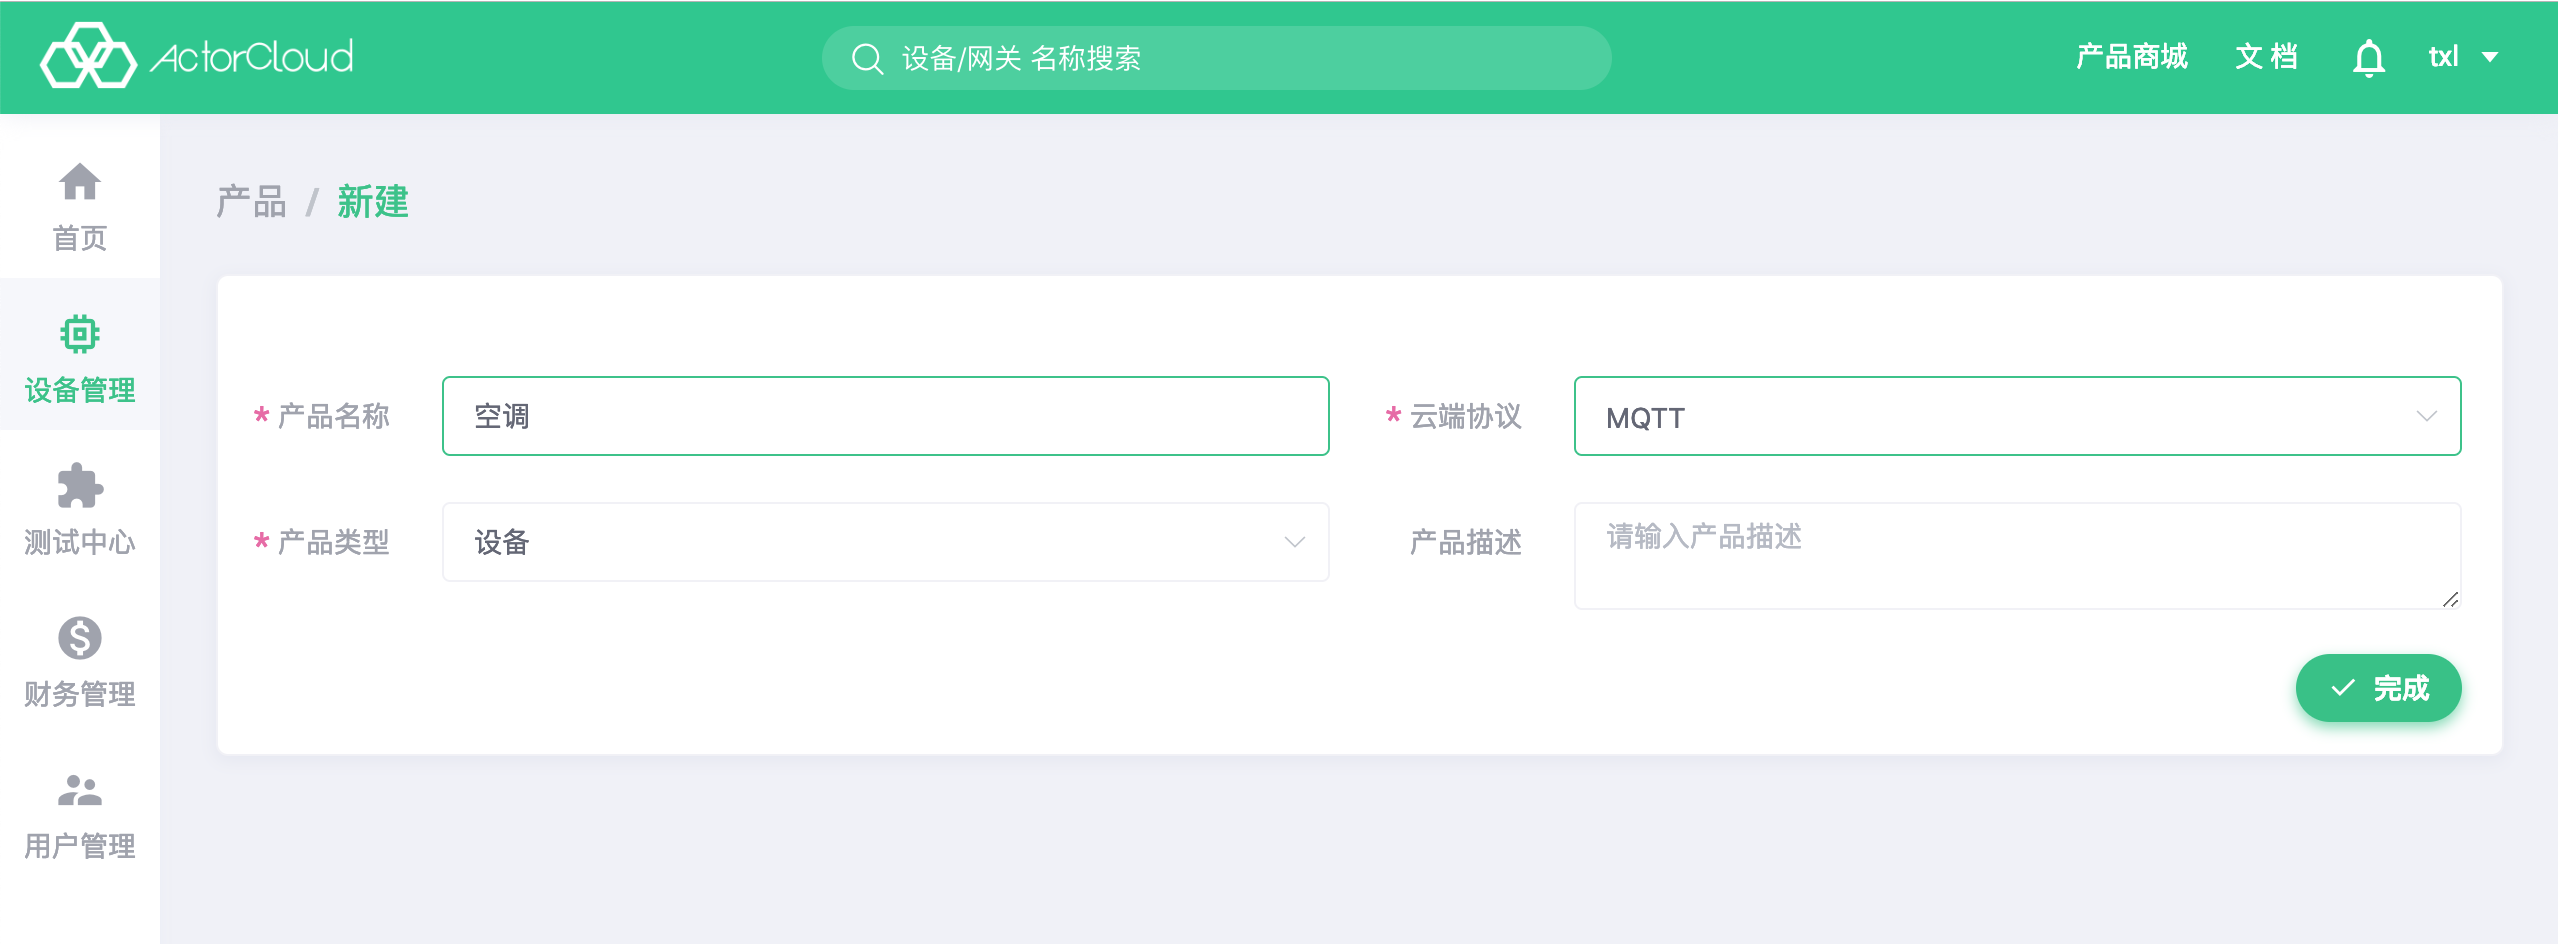 ActorCloud
设备/网关 名称搜索
产品商城 文 档 txl
首页
设备管理
测试中心
财务管理
用户管理
产品 / 新建
* 产品名称 空调
* 云端协议 MQTT
* 产品类型 设备
产品描述 请输入产品描述
完成